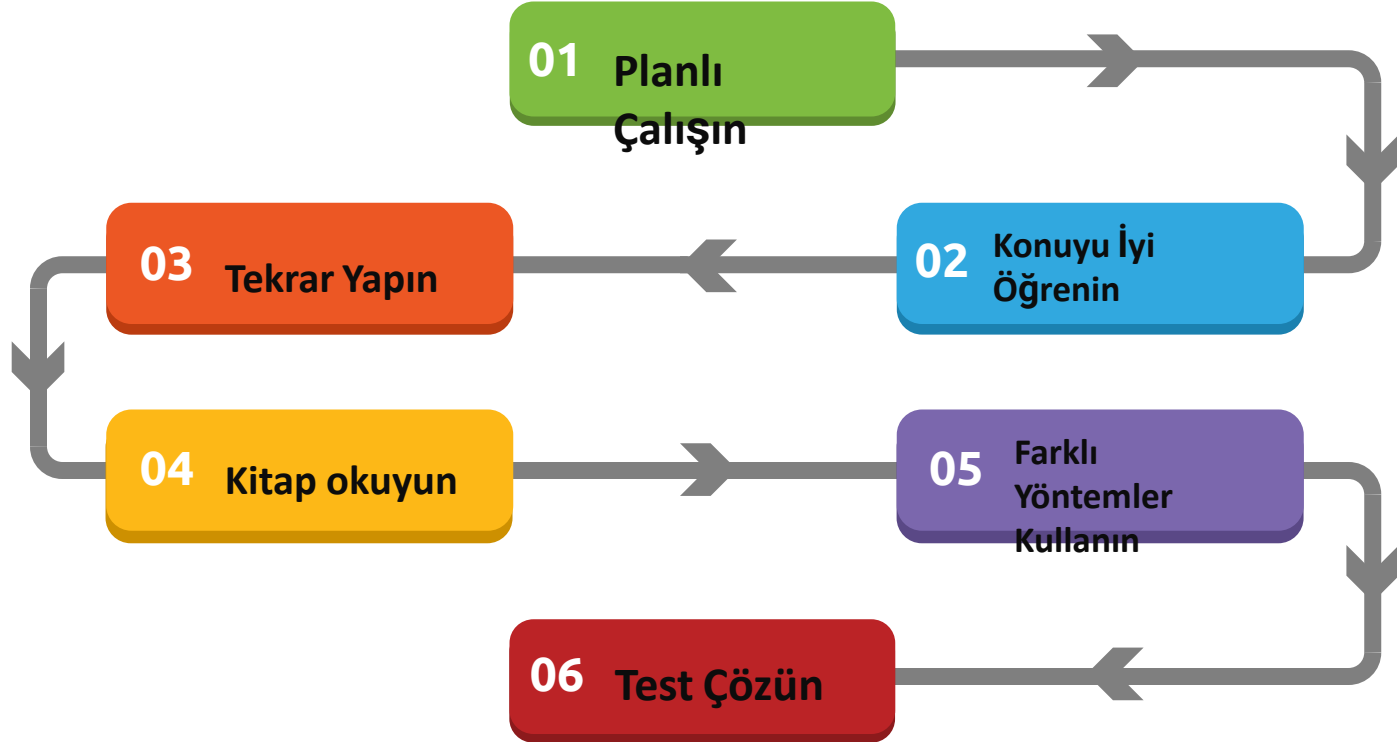 01 Planlı
Çalışın
02 Konuyu İyi
Öğrenin
03 Tekrar Yapın
04 Kitap okuyun
05 Farklı
Yöntemler
Kullanın
06 Test Çözün